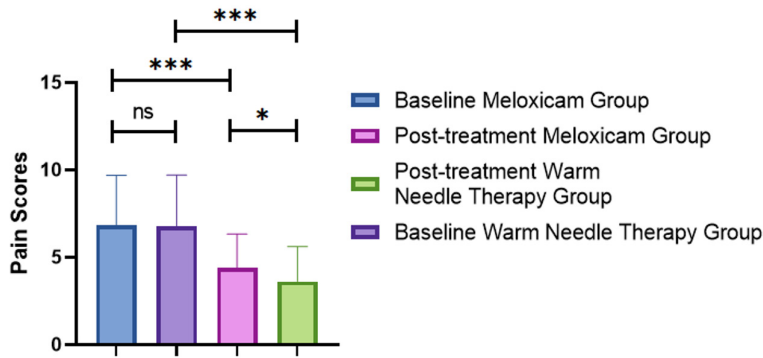 ***
***
15
ns
*
10
5
0
Pain Scores
Baseline Meloxicam Group
Post-treatment Meloxicam Group
Post-treatment Warm
Needle Therapy Group
Baseline Warm Needle Therapy Group